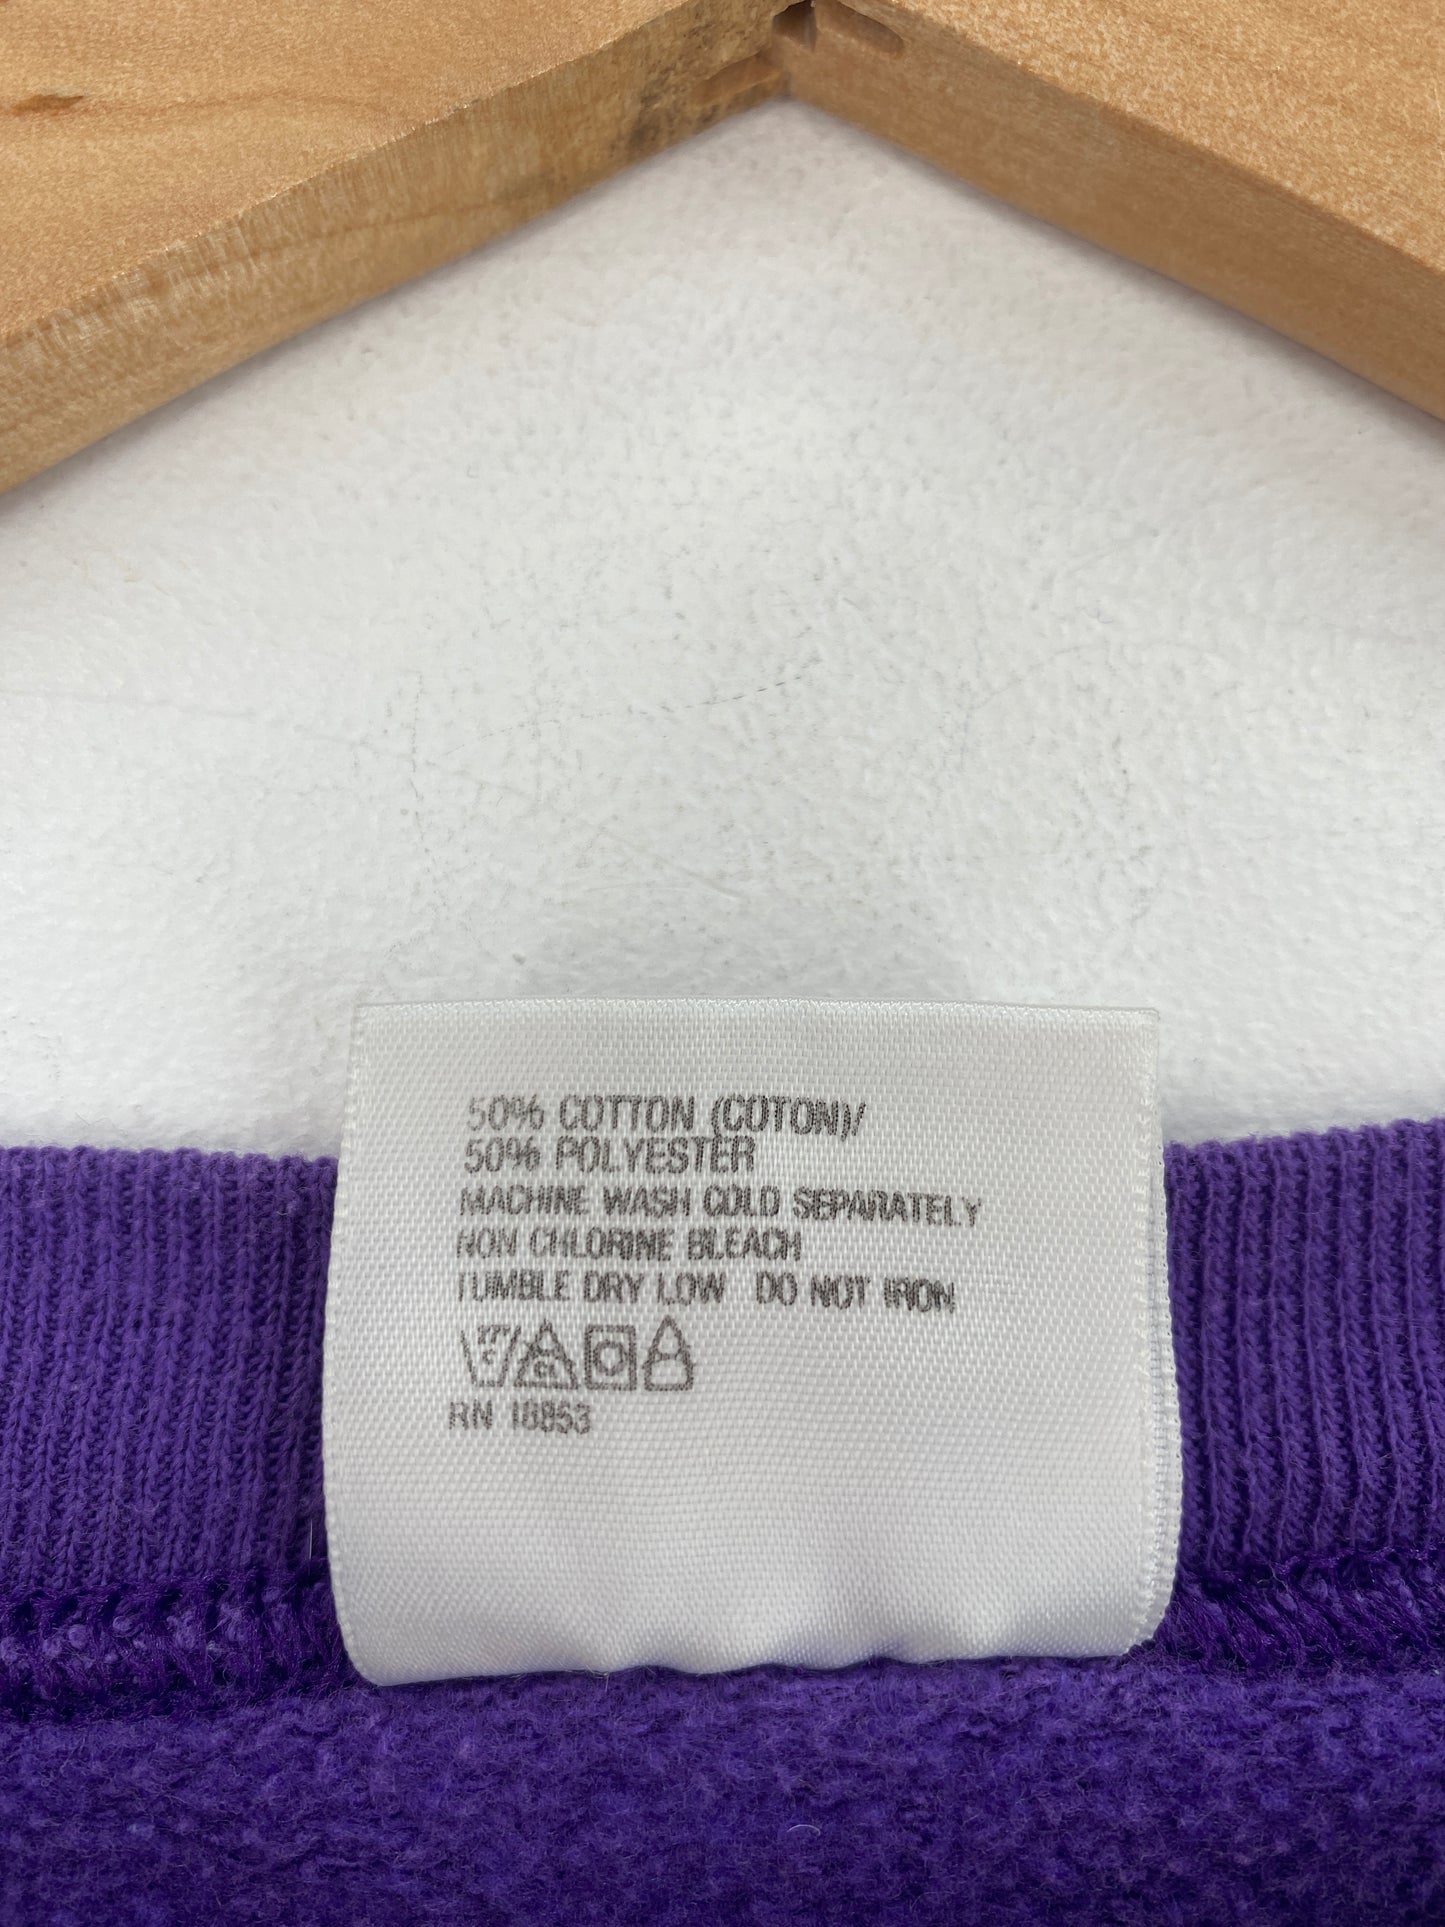 50% COTTON (COTON)/
50% POLYESTER
MACHINE WASH COLD SEPARATELY
NON CHLORINE BLEACH
TUMBLE DRY LOW DO NOT IRON
C CL
RN 18853